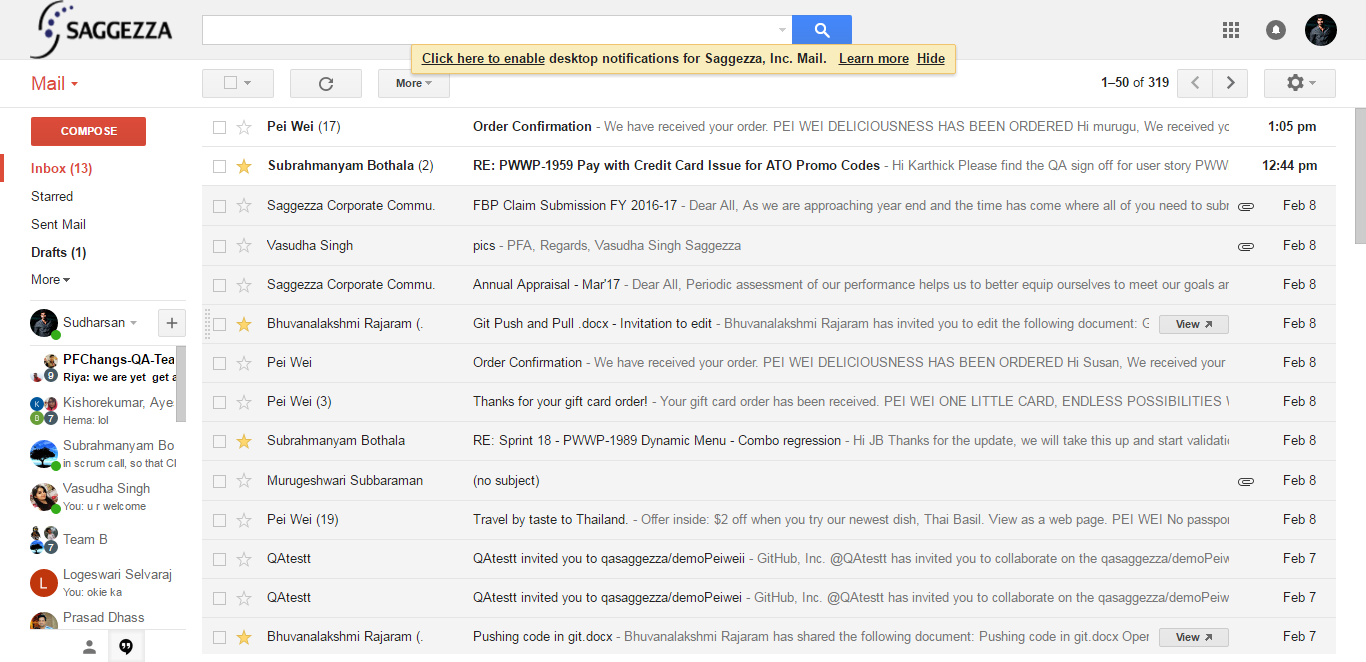 SAGGEZZA
Click here to enable desktop notifications for Saggezza, Inc. Mail. Learn more Hide
Mail
More
1–50 of 319
COMPOSE
Inbox (13)
Starred
Sent Mail
Drafts (1)
More
Sudharsan
PFChangs-QA-Tea
9
Riya: we are yet get a
Kishorekumar, Aye
K
B 7
Hema: lol
Subrahmanyam Bo
in scrum call, so that Cl
Vasudha Singh
You: u r welcome
Team B
7
Logeswari Selvaraj
L
You: okie ka
Prasad Dhass
Pei Wei (17) Order Confirmation - We have received your order. PEI WEI DELICIOUSNESS HAS BEEN ORDERED Hi murugu, We received yc 1:05 pm
Subrahmanyam Bothala (2) RE: PWWP-1959 Pay with Credit Card Issue for ATO Promo Codes - Hi Karthick Please find the QA sign off for user story PWW 12:44 pm
Saggezza Corporate Commu. FBP Claim Submission FY 2016-17 - Dear All, As we are approaching year end and the time has come where all of you need to subr Feb 8
Vasudha Singh pics - PFA, Regards, Vasudha Singh Saggezza Feb 8
Saggezza Corporate Commu. Annual Appraisal - Mar'17 - Dear All, Periodic assessment of our performance helps us to better equip ourselves to meet our goals ar Feb 8
Bhuvanalakshmi Rajaram (. Git Push and Pull .docx - Invitation to edit - Bhuvanalakshmi Rajaram has invited you to edit the following document: G View Feb 8
Pei Wei Order Confirmation - We have received your order. PEI WEI DELICIOUSNESS HAS BEEN ORDERED Hi Susan, We received your Feb 8
Pei Wei (3) Thanks for your gift card order! - Your gift card order has been received. PEI WEI ONE LITTLE CARD, ENDLESS POSSIBILITIES Feb 8
Subrahmanyam Bothala RE: Sprint 18 - PWWP-1989 Dynamic Menu - Combo regression - Hi JB Thanks for the update, we will take this up and start validati Feb 8
Murugeshwari Subbaraman (no subject) Feb 8
Pei Wei (19) Travel by taste to Thailand. - Offer inside: $2 off when you try our newest dish, Thai Basil. View as a web page. PEI WEI No passpor Feb 8
QAtestt QAtestt invited you to qasaggezza/demoPeiweii - GitHub, Inc. @QAtestt has invited you to collaborate on the qasaggezza/demoPeiw Feb 7
QAtestt QAtestt invited you to qasaggezza/demoPeiwei - GitHub, Inc. @QAtestt has invited you to collaborate on the qasaggezza/demoPeiw Feb 7
Bhuvanalakshmi Rajaram (. Pushing code in git.docx - Bhuvanalakshmi Rajaram has shared the following document: Pushing code in git.docx Oper View Feb 7